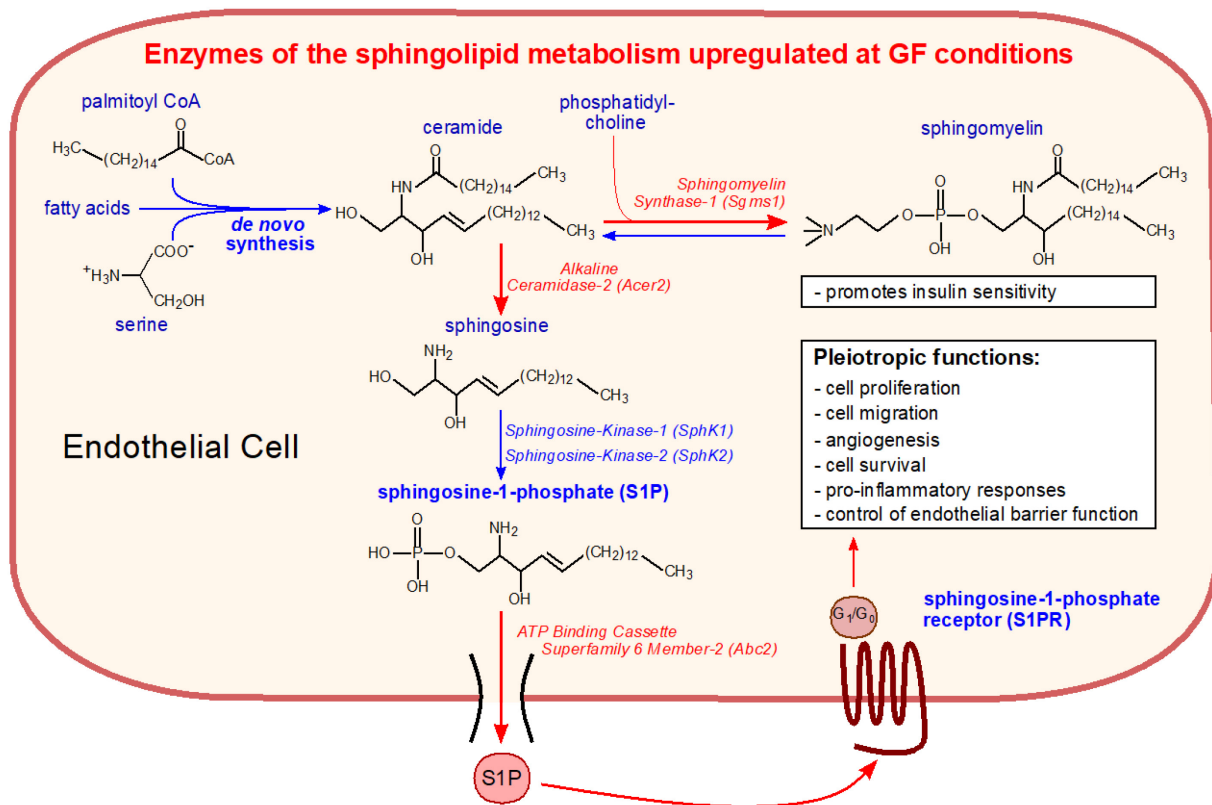 Enzymes of the sphingolipid metabolism upregulated at GF conditions
palmitoyl CoA
O
H₃C
(CH₂)₁₄
CoA
fatty acids
de novo
synthesis
COO⁻
⁺H₃N
CH₂OH
serine
ceramide
O
HN
(CH₂)₁₄
CH₃
HO
(CH₂)₁₂
CH₃
OH
phosphatidyl-
choline
Sphingomyelin
Synthase-1 (Sgms1)
sphingomyelin
O
HN
(CH₂)₁₄
CH₃
O
N
O
P
O
(CH₂)₁₄
CH₃
OH
OH
- promotes insulin sensitivity
Alkaline
Ceramidase-2 (Acer2)
sphingosine
NH₂
HO
(CH₂)₁₂
CH₃
OH
Endothelial Cell
Sphingosine-Kinase-1 (SphK1)
Sphingosine-Kinase-2 (SphK2)
sphingosine-1-phosphate (S1P)
O
NH₂
HO
P
O
(CH₂)₁₂
CH₃
OH
OH
Pleiotropic functions:
- cell proliferation
- cell migration
- angiogenesis
- cell survival
- pro-inflammatory responses
- control of endothelial barrier function
G₁/G₀
sphingosine-1-phosphate
receptor (S1PR)
ATP Binding Cassette
Superfamily 6 Member-2 (Abc2)
S1P